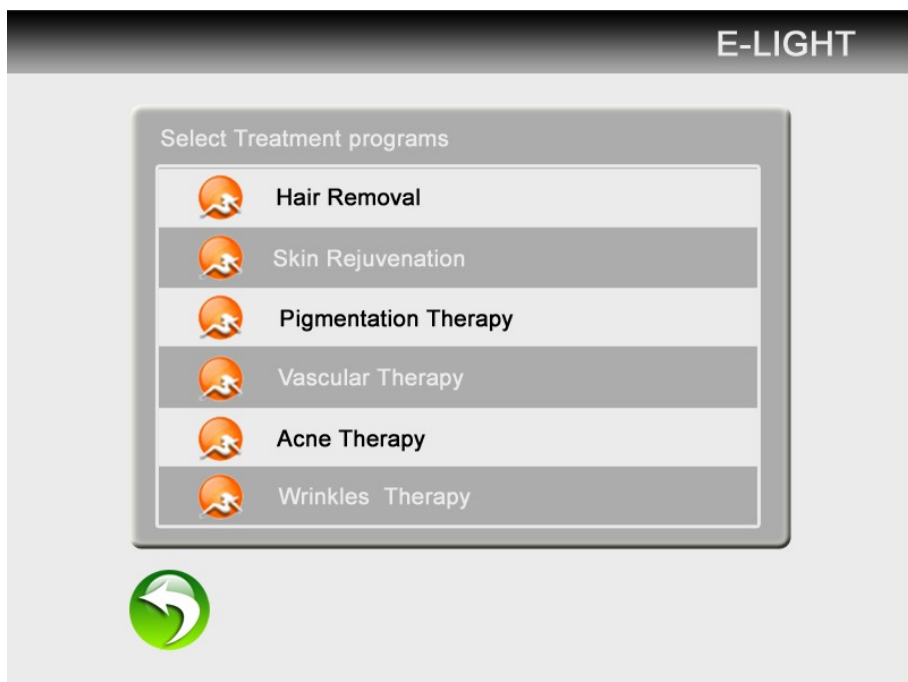 E-LIGHT
Select Treatment programs
Hair Removal
Skin Rejuvenation
Pigmentation Therapy
Vascular Therapy
Acne Therapy
Wrinkles Therapy